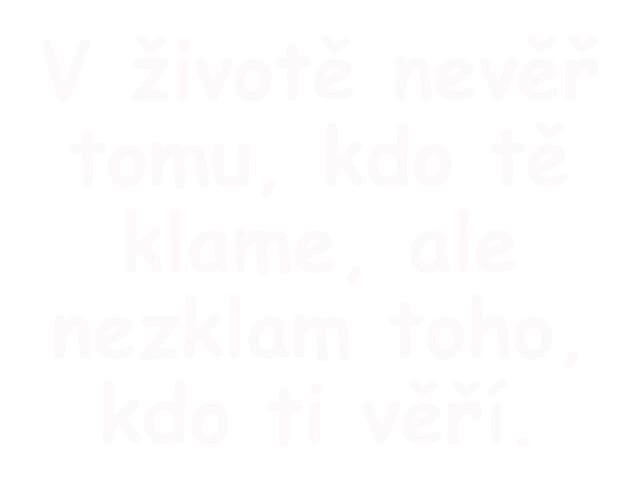 V životě nevěř
tomu, kdo tě
klame, ale
nezklam toho,
kdo ti věří.